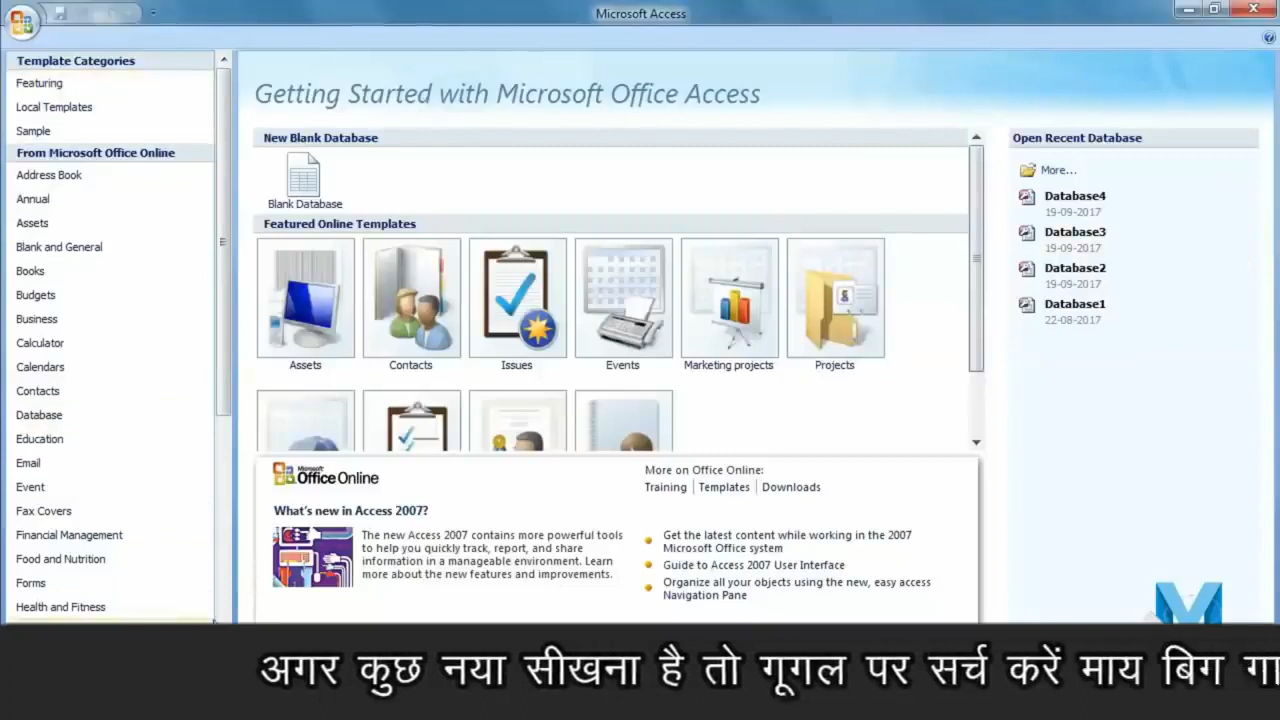 Microsoft Access
Template Categories
Featuring
Local Templates
Sample
From Microsoft Office Online
Address Book
Annual
Assets
Blank and General
Books
Budgets
Business
Calculator
Calendars
Contacts
Database
Education
Email
Event
Fax Covers
Financial Management
Food and Nutrition
Forms
Health and Fitness
Getting Started with Microsoft Office Access
New Blank Database
Blank Database
Featured Online Templates
Assets
Contacts
Issues
Events
Marketing projects
Projects
Microsoft
Office Online
What's new in Access 2007?
The new Access 2007 contains more powerful tools
to help you quickly track, report, and share
information in a manageable environment. Learn
more about the new features and improvements.
More on Office Online:
Training | Templates | Downloads
Get the latest content while working in the 2007
Microsoft Office system
Guide to Access 2007 User Interface
Organize all your objects using the new, easy access
Navigation Pane
Open Recent Database
More...
Database4
19-09-2017
Database3
19-09-2017
Database2
19-09-2017
Database1
22-08-2017
अगर कुछ नया सीखना है तो गूगल पर सर्च करें माय बिग